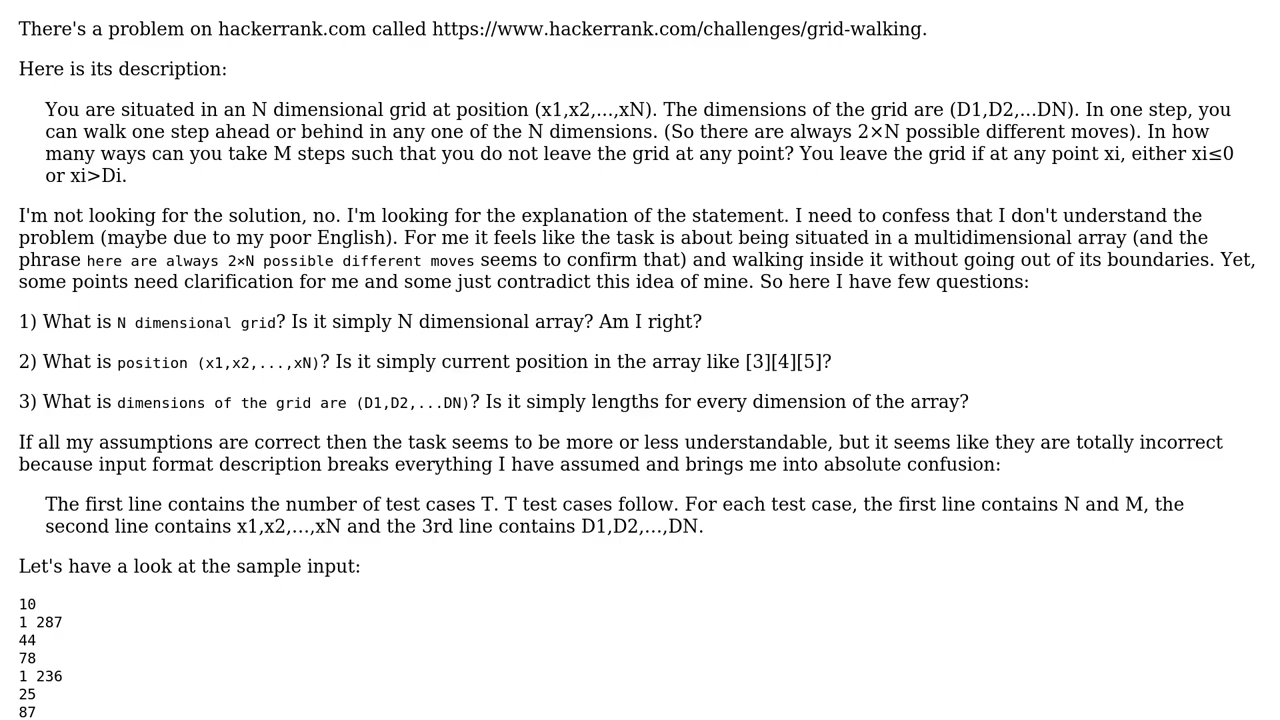 There's a problem on hackerrank.com called https://www.hackerrank.com/challenges/grid-walking.
Here is its description:
You are situated in an N dimensional grid at position (x1,x2,...,xN). The dimensions of the grid are (D1,D2,...DN). In one step, you
can walk one step ahead or behind in any one of the N dimensions. (So there are always 2×N possible different moves). In how
many ways can you take M steps such that you do not leave the grid at any point? You leave the grid if at any point xi, either xi≤0
or xi>Di.
I'm not looking for the solution, no. I'm looking for the explanation of the statement. I need to confess that I don't understand the
problem (maybe due to my poor English). For me it feels like the task is about being situated in a multidimensional array (and the
phrase here are always 2×N possible different moves seems to confirm that) and walking inside it without going out of its boundaries. Yet,
some points need clarification for me and some just contradict this idea of mine. So here I have few questions:
1) What is N dimensional grid? Is it simply N dimensional array? Am I right?
2) What is position (x1,x2,...,xN)? Is it simply current position in the array like [3][4][5]?
3) What is dimensions of the grid are (D1,D2,...DN)? Is it simply lengths for every dimension of the array?
If all my assumptions are correct then the task seems to be more or less understandable, but it seems like they are totally incorrect
because input format description breaks everything I have assumed and brings me into absolute confusion:
The first line contains the number of test cases T. T test cases follow. For each test case, the first line contains N and M, the
second line contains x1,x2,...,xN and the 3rd line contains D1,D2,...,DN.
Let's have a look at the sample input:
10
1 287
44
78
1 236
25
87